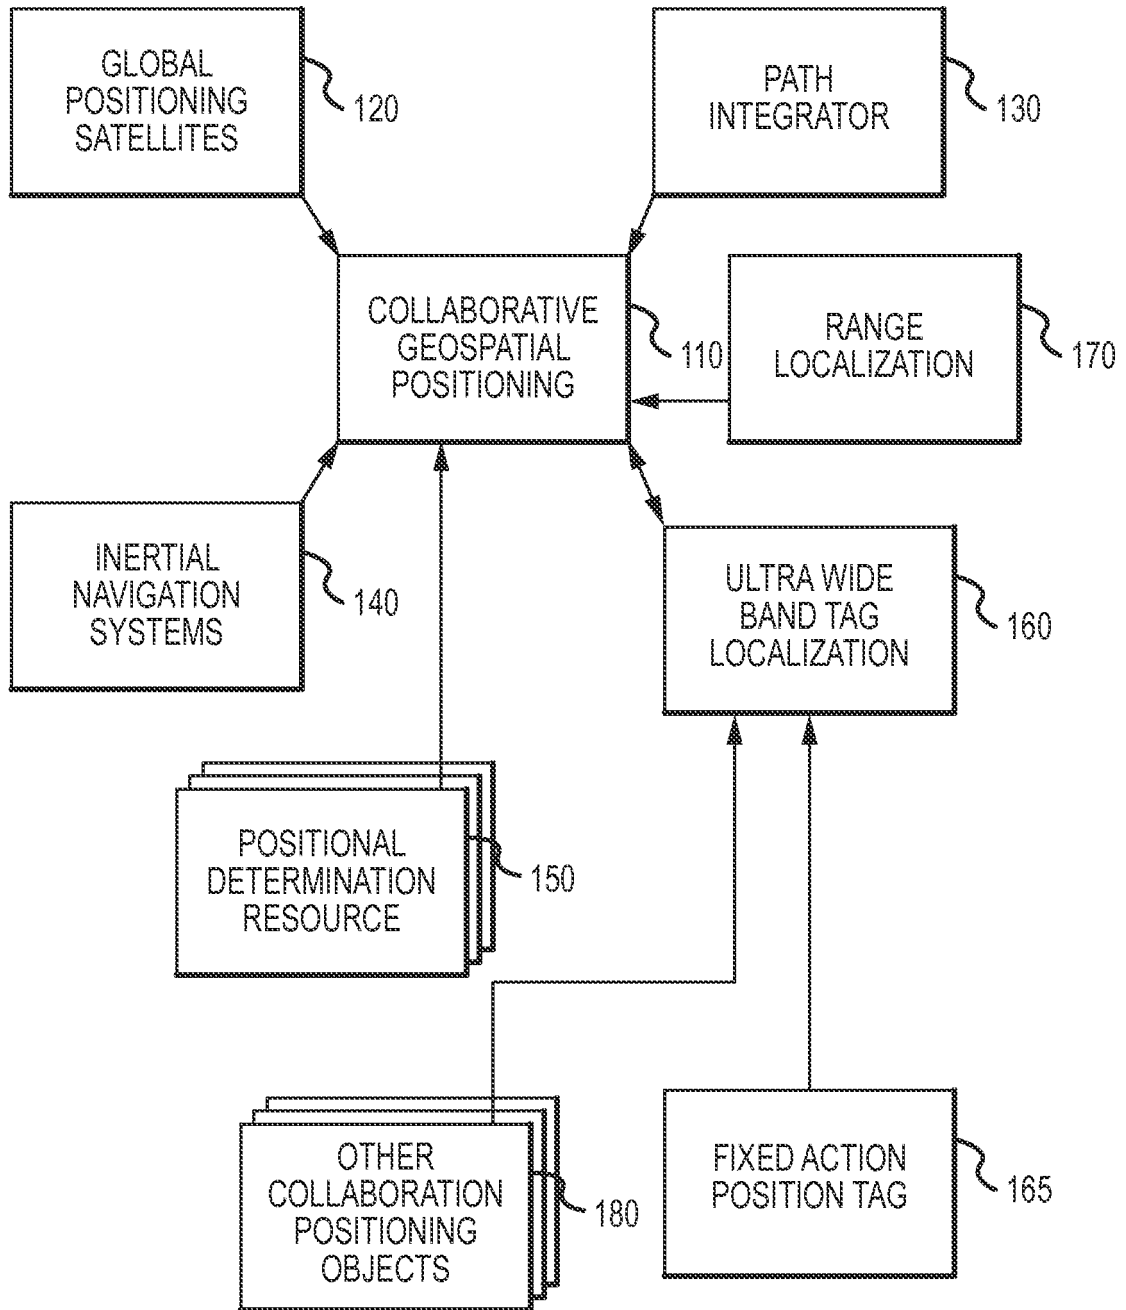 GLOBAL
POSITIONING
SATELLITES
120
PATH
INTEGRATOR
130
COLLABORATIVE
GEOSPATIAL
POSITIONING
110
RANGE
LOCALIZATION
170
INERTIAL
NAVIGATION
SYSTEMS
140
ULTRA WIDE
BAND TAG
LOCALIZATION
160
POSITIONAL
DETERMINATION
RESOURCE
150
OTHER
COLLABORATION
POSITIONING
OBJECTS
180
FIXED ACTION
POSITION TAG
165